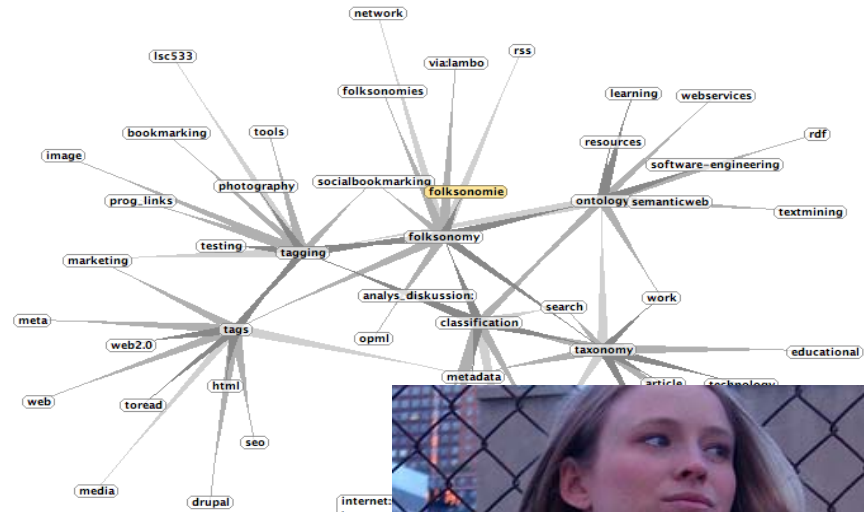 network
rss
lsc533
via:lambo
folksonomies
learning
webservices
bookmarking
tools
rdf
resources
image
software-engineering
photography
socialbookmarking
folksonomie
prog_links
ontology
semanticweb
textmining
folksonomy
testing
tagging
marketing
analys_diskussion:
work
search
meta
classification
tags
opml
web2.0
taxonomy
educational
metadata
html
article
technology
web
toread
seo
media
drupal
internet: